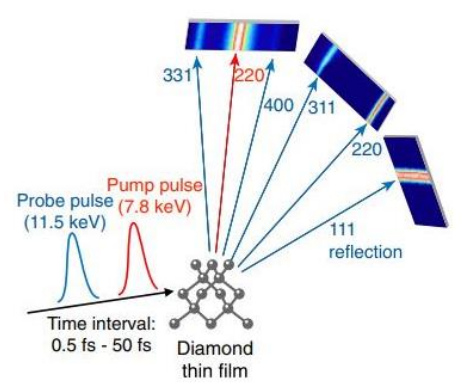 331
220
400
311
220
111
reflection
Pump pulse
(7.8 keV)
Probe pulse
(11.5 keV)
Time interval:
0.5 fs - 50 fs
Diamond
thin film